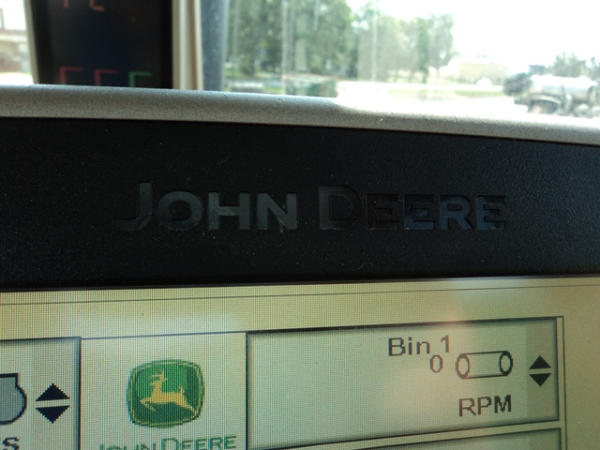 JOHN DEERE
Bin 1
0
RPM
s
JOHN DEERE